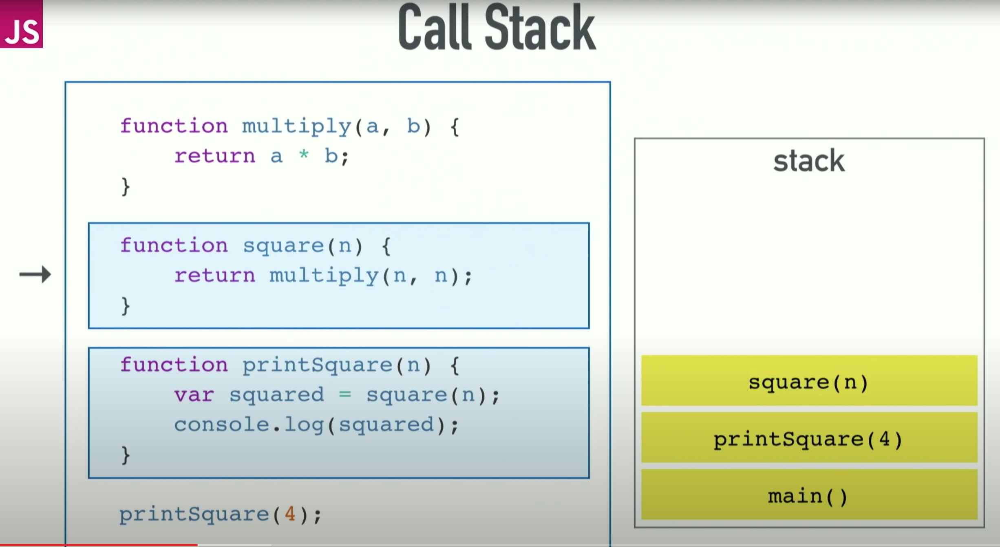 JS
Call Stack
function multiply(a, b) {
    return a * b;
}
function square(n) {
    return multiply(n, n);
}
function printSquare(n) {
    var squared = square(n);
    console.log(squared);
}
printSquare(4);
stack
square(n)
printSquare(4)
main()